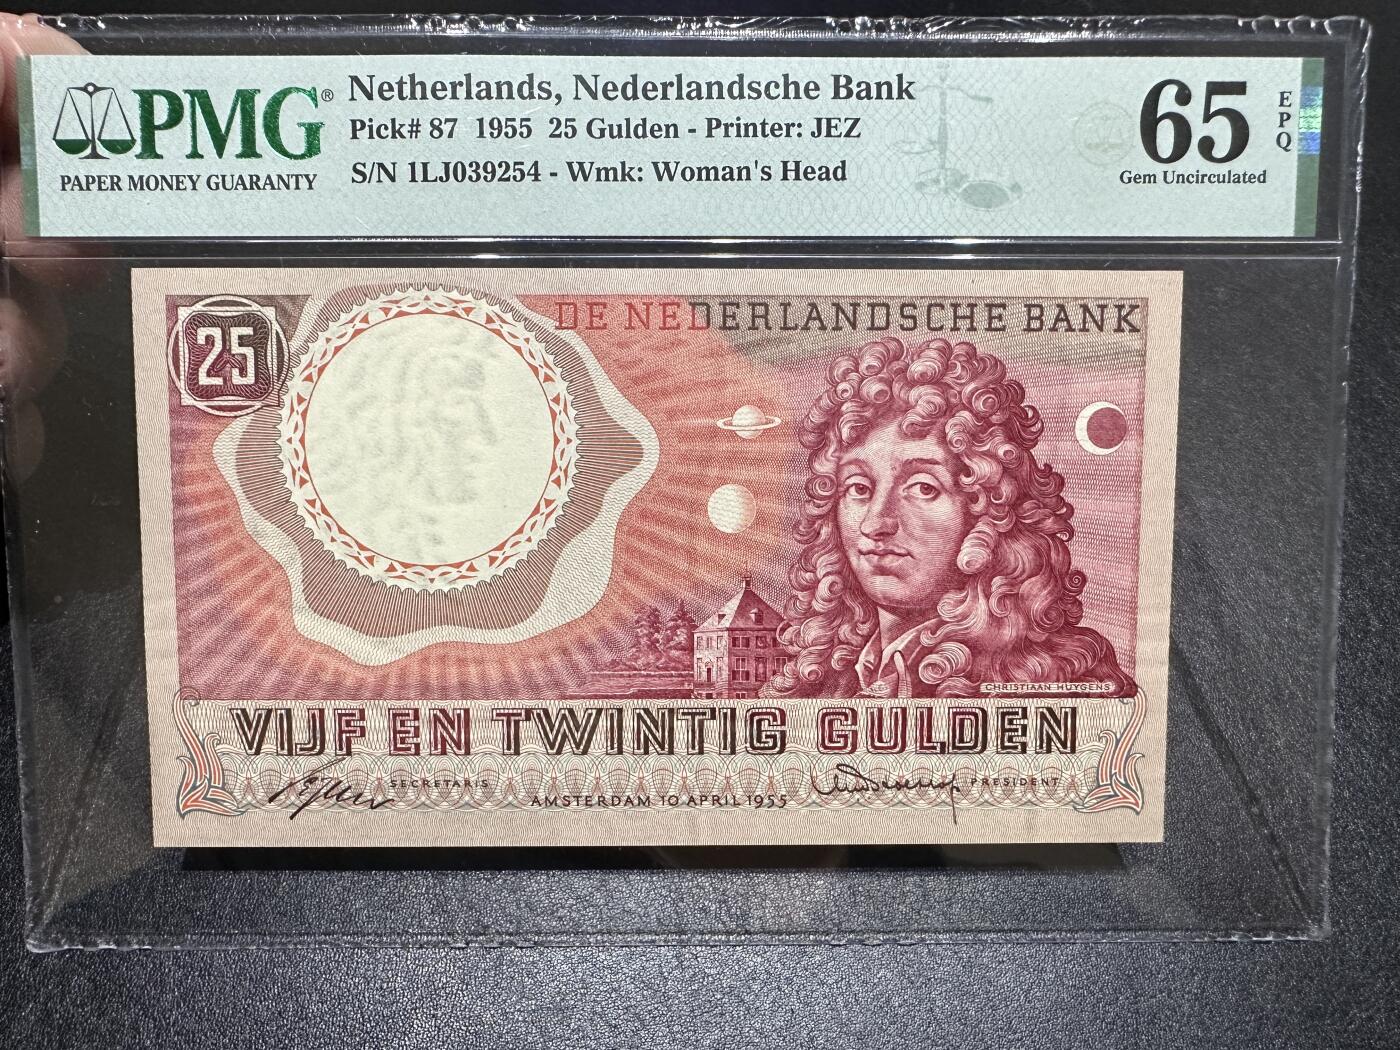 PMG®
PAPER MONEY GUARANTY
Netherlands, Nederlandsche Bank
Pick# 87 1955 25 Gulden - Printer: JEZ
S/N 1LJ039254 - Wmk: Woman's Head
65
EPQ
Gem Uncirculated
25
DE NEDERLANDSCHE BANK
CHRISTIAAN HUYGENS
VIJF EN TWINTIG GULDEN
SECRETARIS
AMSTERDAM 10 APRIL 1955
PRESIDENT